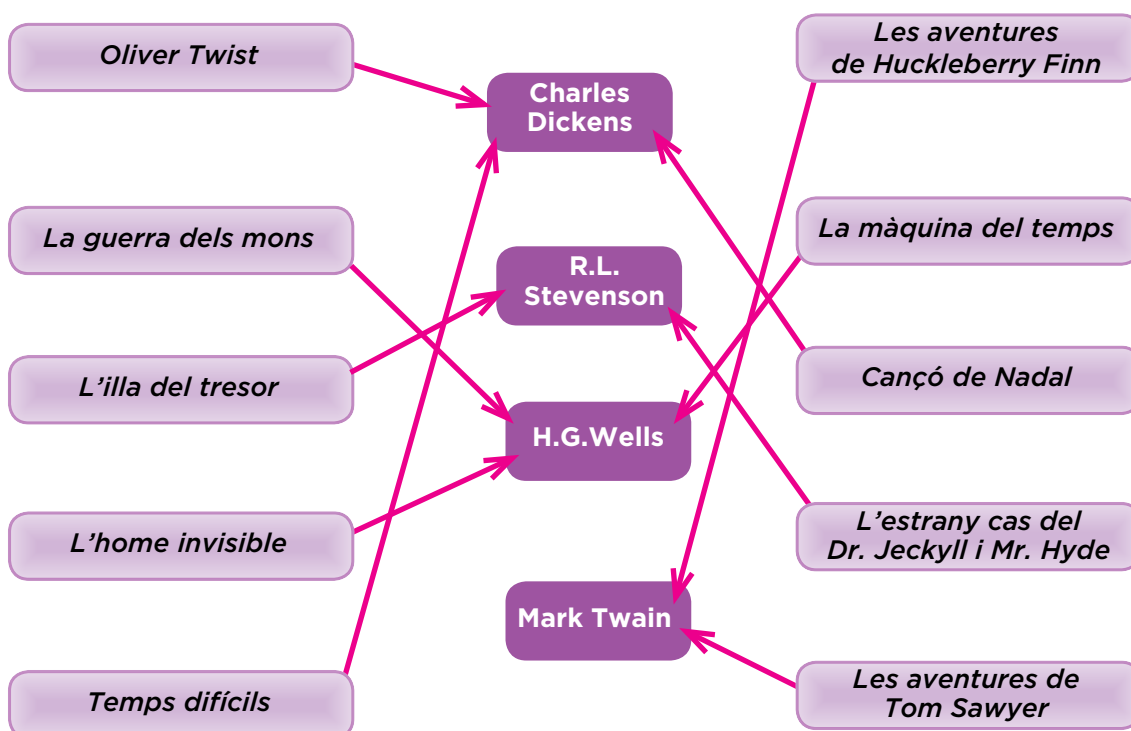 Oliver Twist
La guerra dels mons
L'illa del tresor
L'home invisible
Temps difícils
Charles
Dickens
R.L.
Stevenson
H.G.Wells
Mark Twain
Les aventures
de Huckleberry Finn
La màquina del temps
Cançó de Nadal
L'estrany cas del
Dr. Jeckyll i Mr. Hyde
Les aventures de
Tom Sawyer